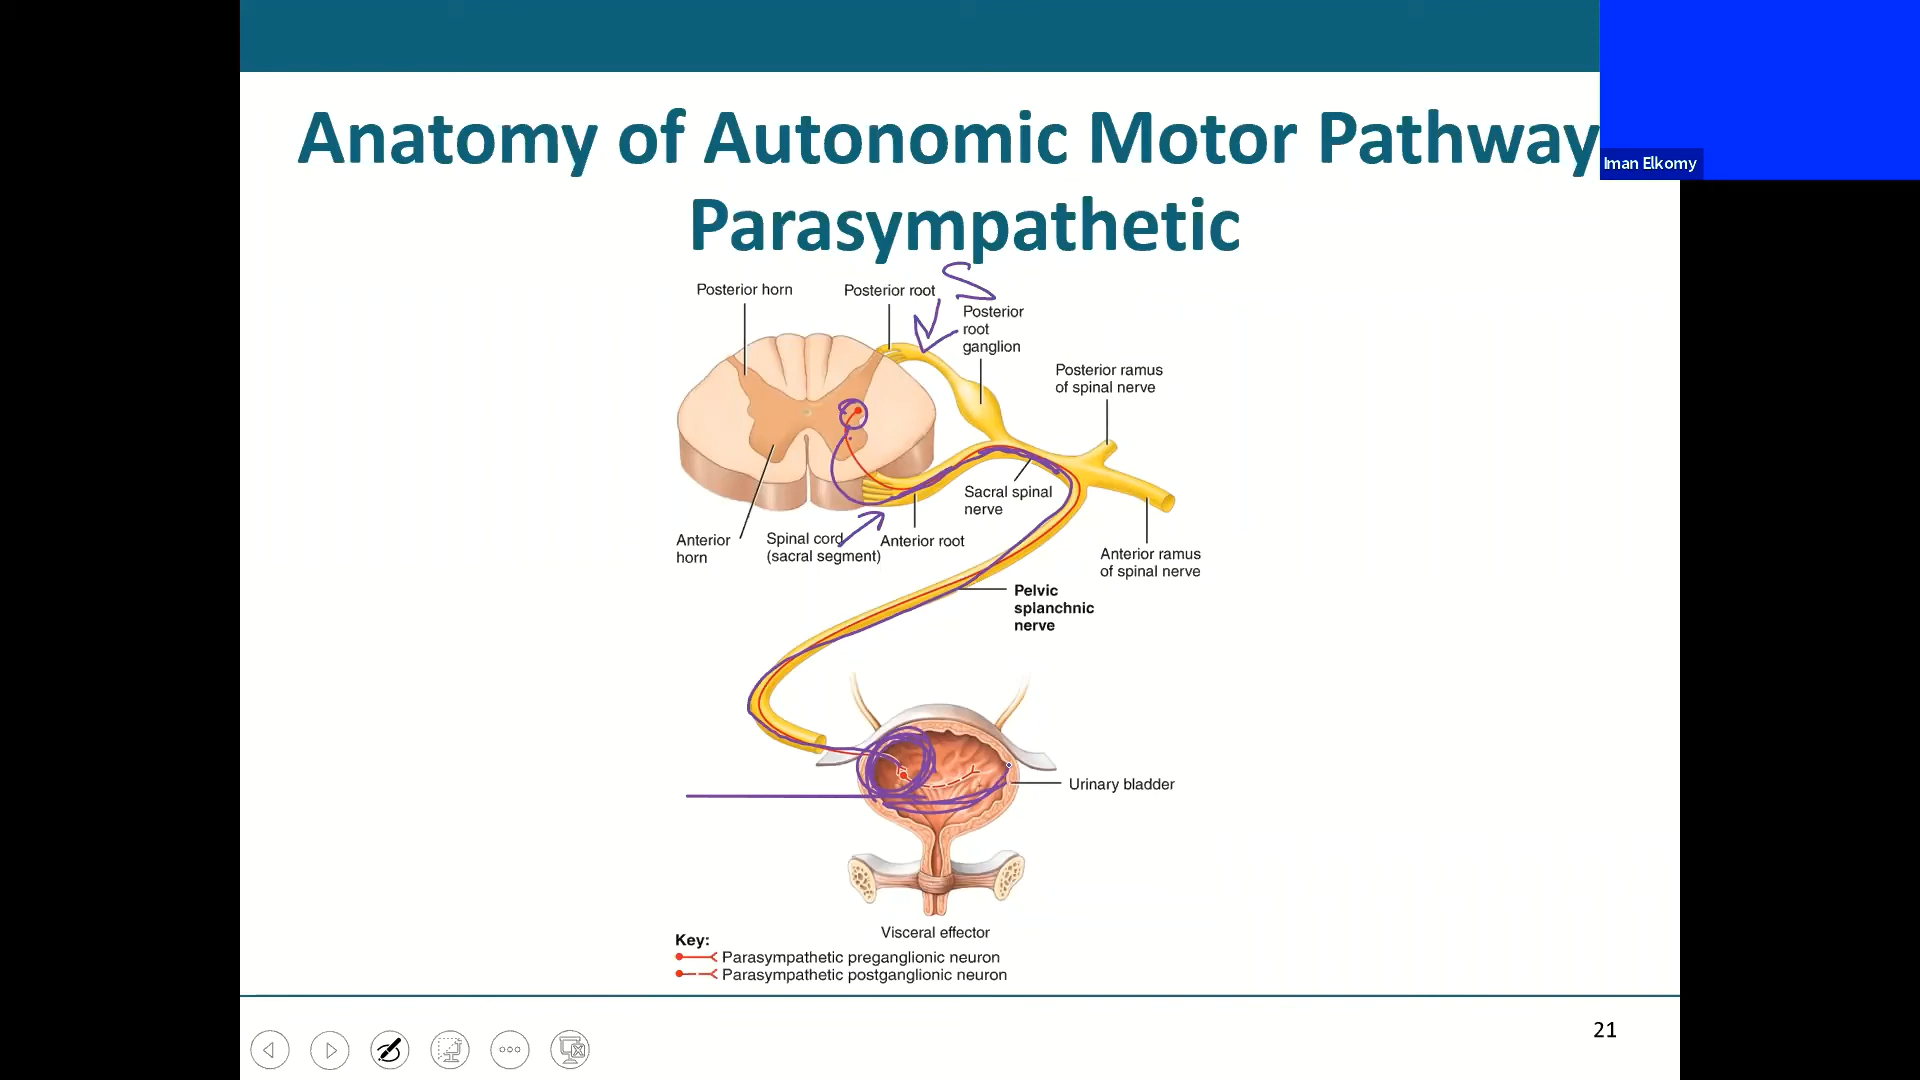 Anatomy of Autonomic Motor Pathway
Parasympathetic
Iman Elkomy
S
Posterior horn
Posterior root
Posterior
root
ganglion
Posterior ramus
of spinal nerve
Sacral spinal
nerve
Anterior
horn
Spinal cord
(sacral segment)
Anterior root
Anterior ramus
of spinal nerve
Pelvic
splanchnic
nerve
Urinary bladder
Visceral effector
Key:
Parasympathetic preganglionic neuron
Parasympathetic postganglionic neuron
21